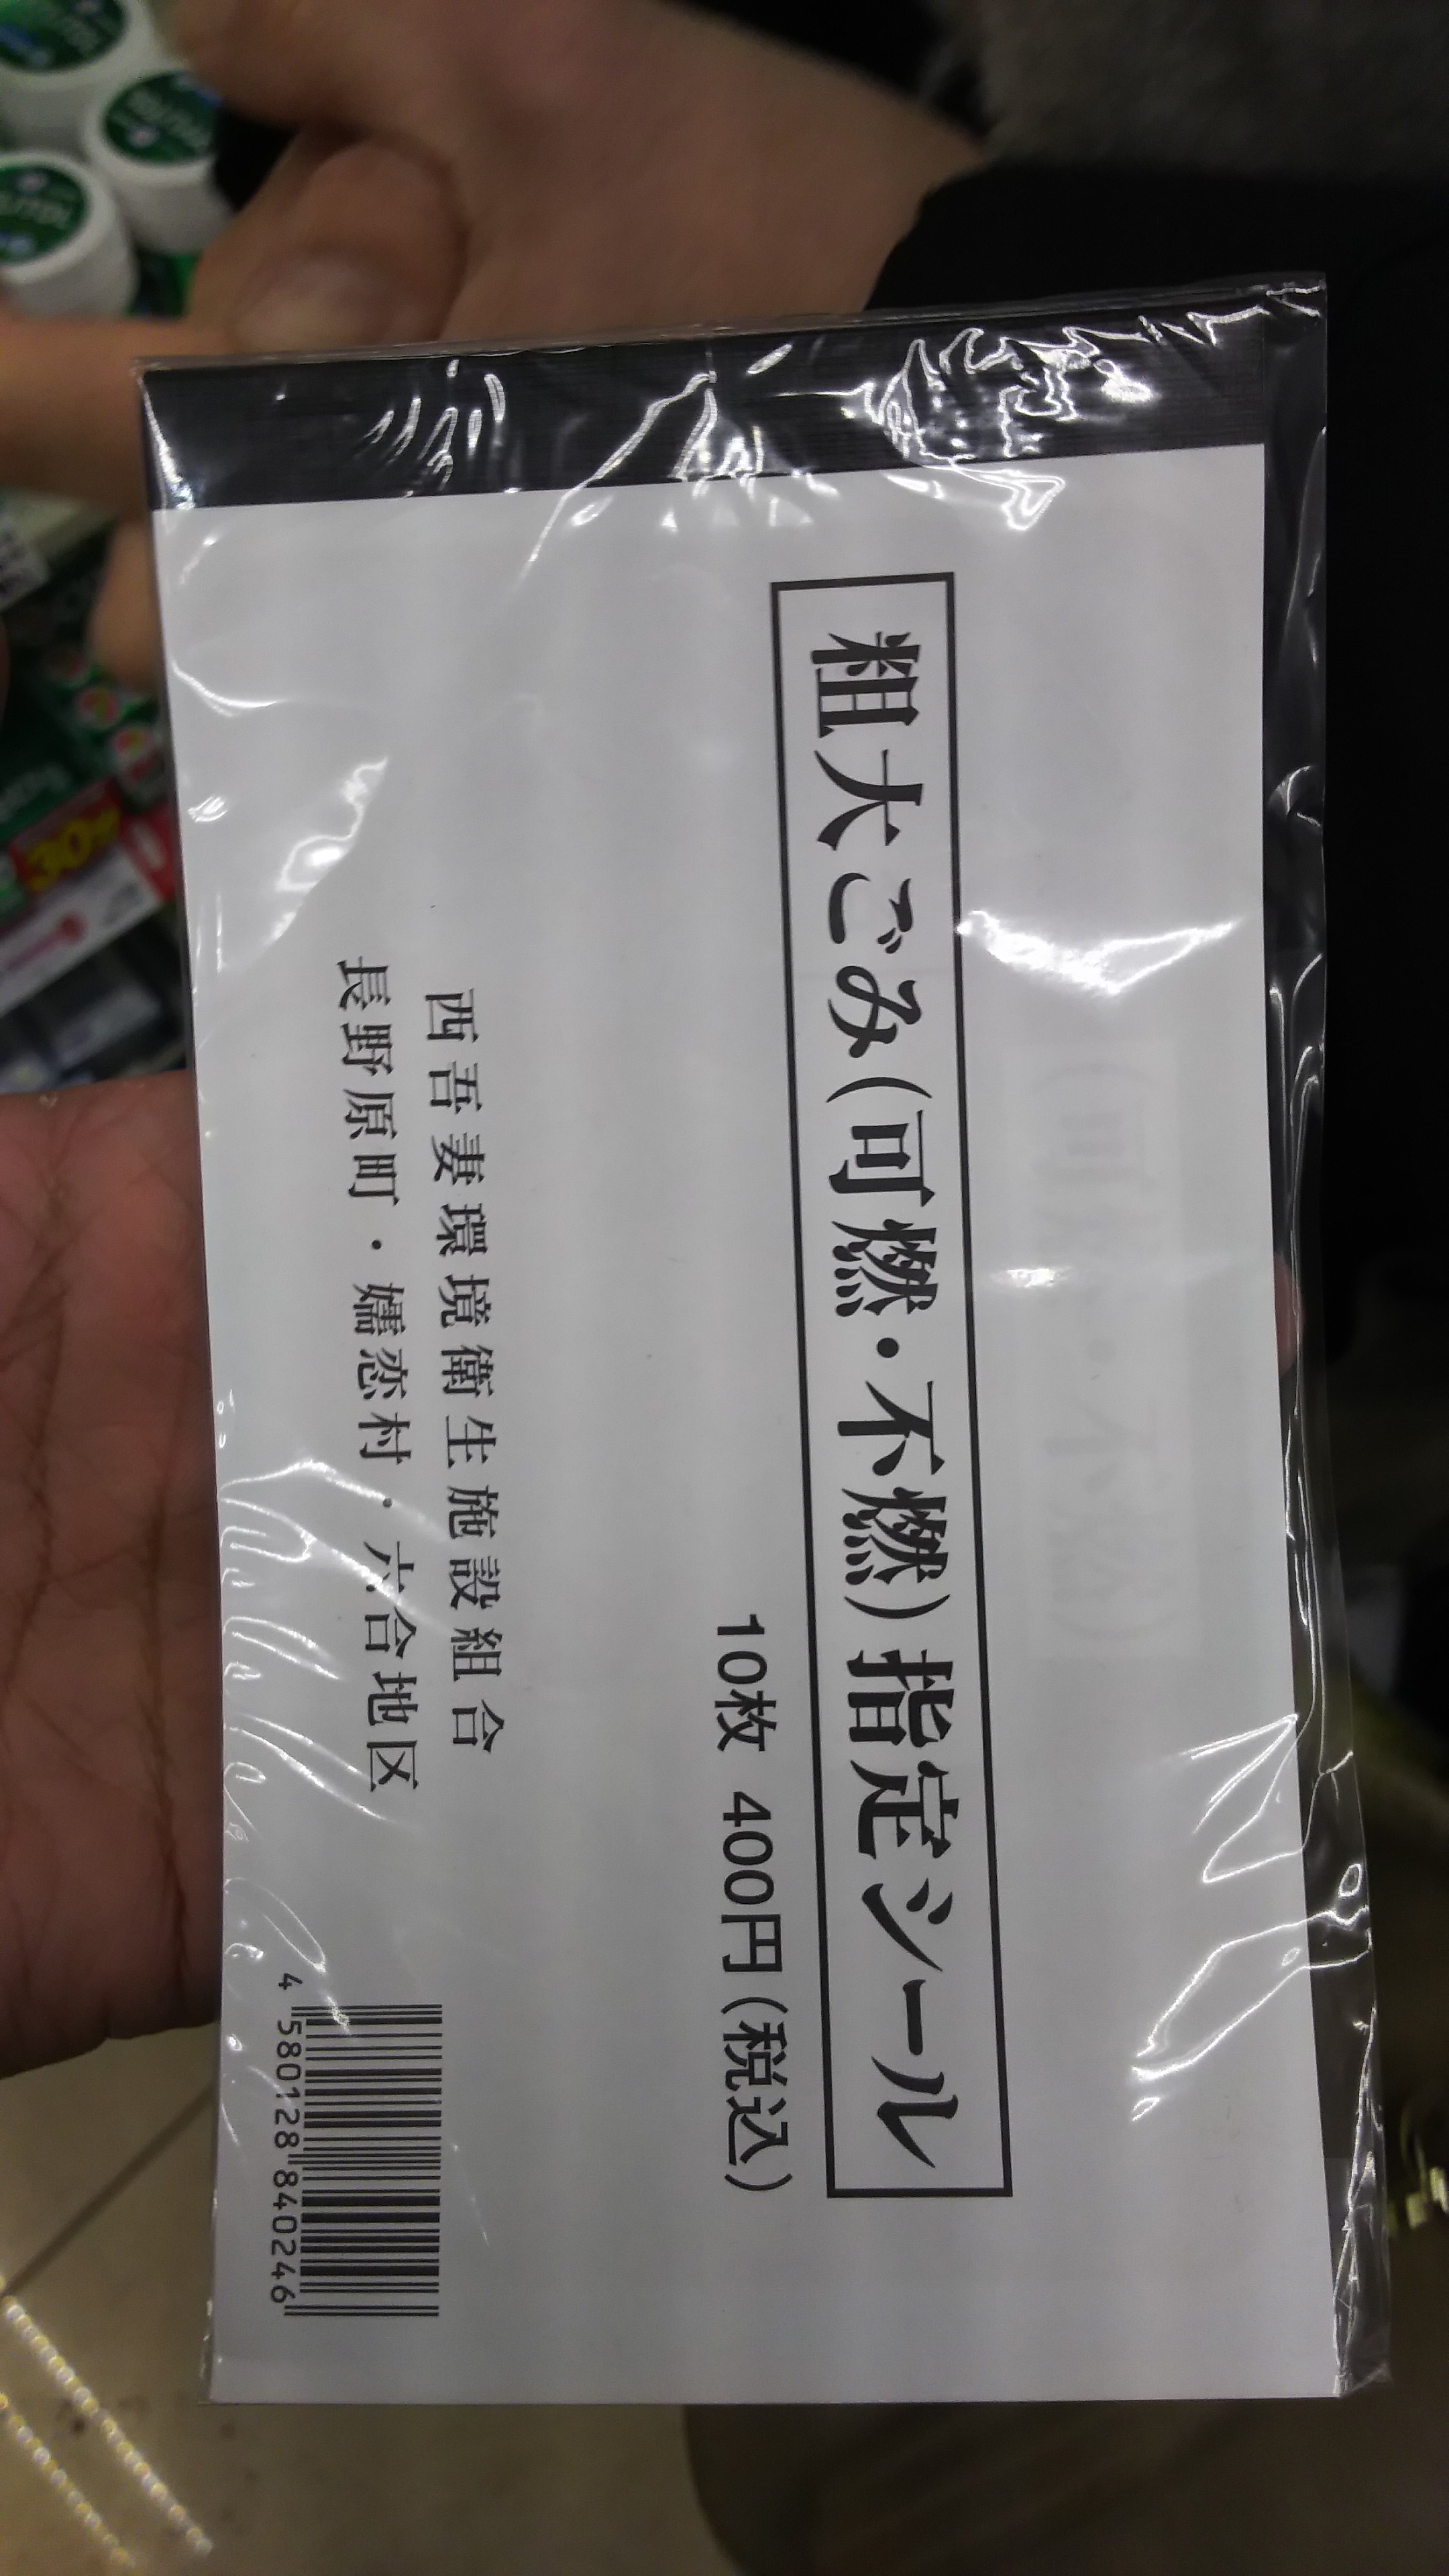 粗大ごみ(可燃・不燃)指定シール
10枚 400円(税込)
西吾妻環境衛生施設組合
長野原町・嬬恋村・六合地区
4 580128 840246
30%